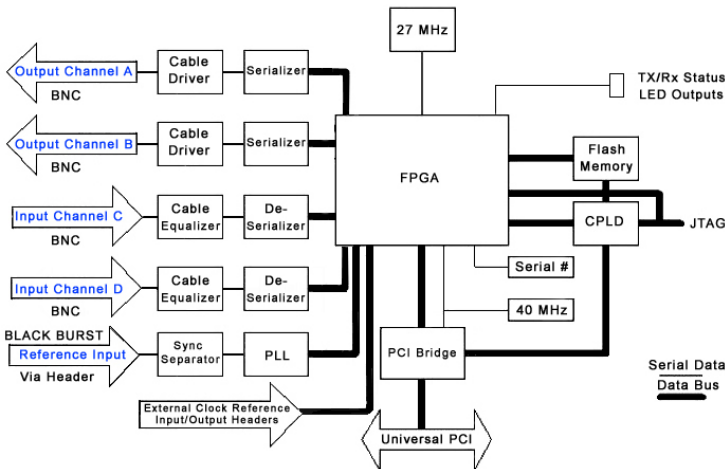 27 MHz
Output Channel A
BNC
Cable
Driver
Serializer
TX/Rx Status
LED Outputs
Output Channel B
BNC
Cable
Driver
Serializer
FPGA
Flash
Memory
Input Channel C
BNC
Cable
Equalizer
De-
Serializer
CPLD
JTAG
Input Channel D
BNC
Cable
Equalizer
De-
Serializer
Serial #
40 MHz
BLACK BURST
Reference Input
Via Header
Sync
Separator
PLL
PCI Bridge
Serial Data
Data Bus
External Clock Reference
Input/Output Headers
Universal PCI